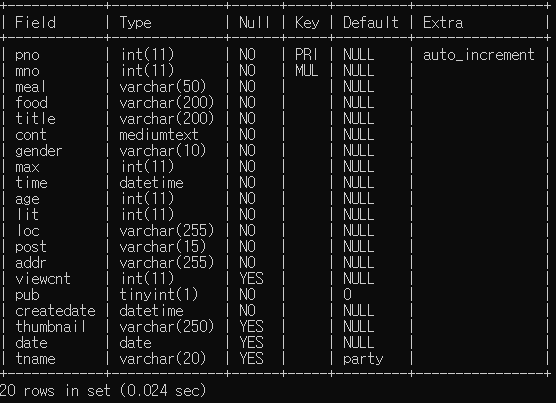 | Field | Type | Null | Key | Default | Extra |
| pno | int(11) | NO | PRI | NULL | auto_increment |
| mno | int(11) | NO | MUL | NULL | |
| meal | varchar(50) | NO | | NULL | |
| food | varchar(200) | NO | | NULL | |
| title | varchar(200) | NO | | NULL | |
| cont | mediumtext | NO | | NULL | |
| gender | varchar(10) | NO | | NULL | |
| max | int(11) | NO | | NULL | |
| time | datetime | NO | | NULL | |
| age | int(11) | NO | | NULL | |
| lit | int(11) | NO | | NULL | |
| loc | varchar(255) | NO | | NULL | |
| post | varchar(15) | NO | | NULL | |
| addr | varchar(255) | NO | | NULL | |
| viewcnt | int(11) | YES | | NULL | |
| pub | tinyint(1) | NO | | 0 | |
| createdate | datetime | NO | | NULL | |
| thumbnail | varchar(250) | YES | | NULL | |
| date | date | YES | | NULL | |
| tname | varchar(20) | YES | | party | |
20 rows in set (0.024 sec)